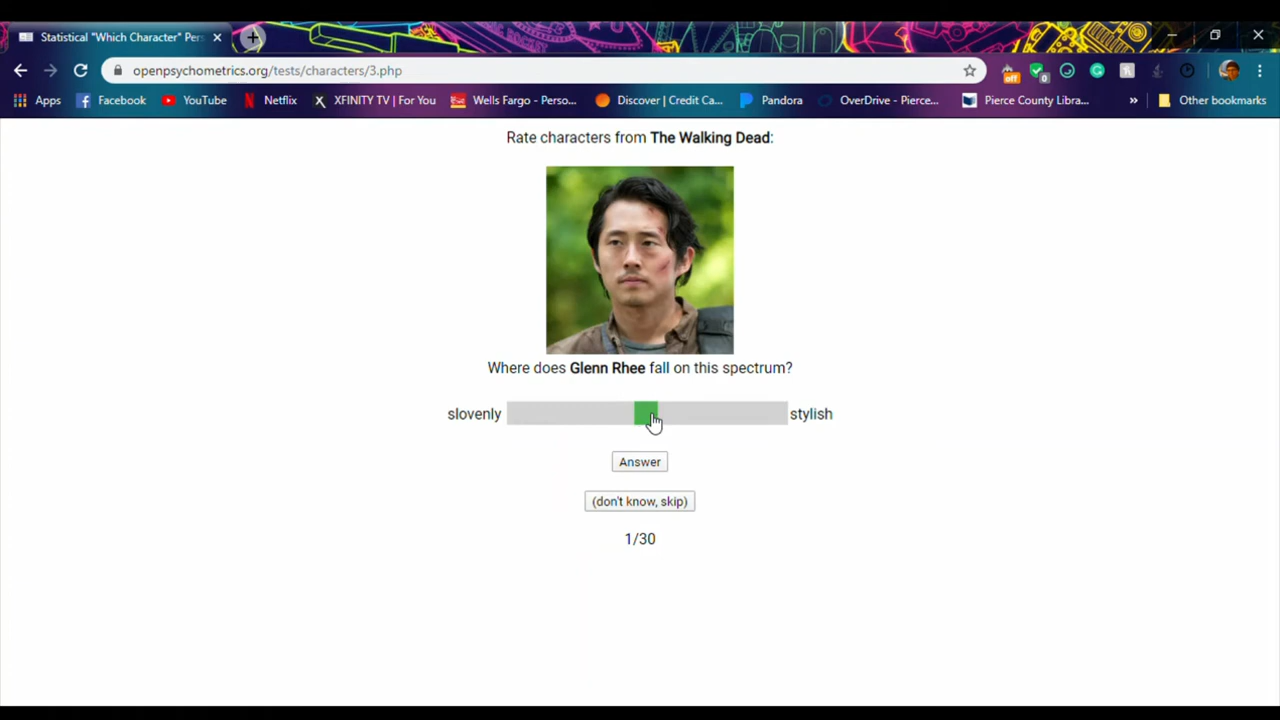 Statistical "Which Character" Per
openpsychometrics.org/tests/characters/3.php
off
0
Apps
Facebook
YouTube
Netflix
XFINITY TV | For You
Wells Fargo - Perso...
Discover | Credit Ca...
Pandora
OverDrive - Pierce...
Pierce County Libra...
»
Other bookmarks
Rate characters from The Walking Dead:
Where does Glenn Rhee fall on this spectrum?
slovenly
stylish
Answer
(don't know, skip)
1/30